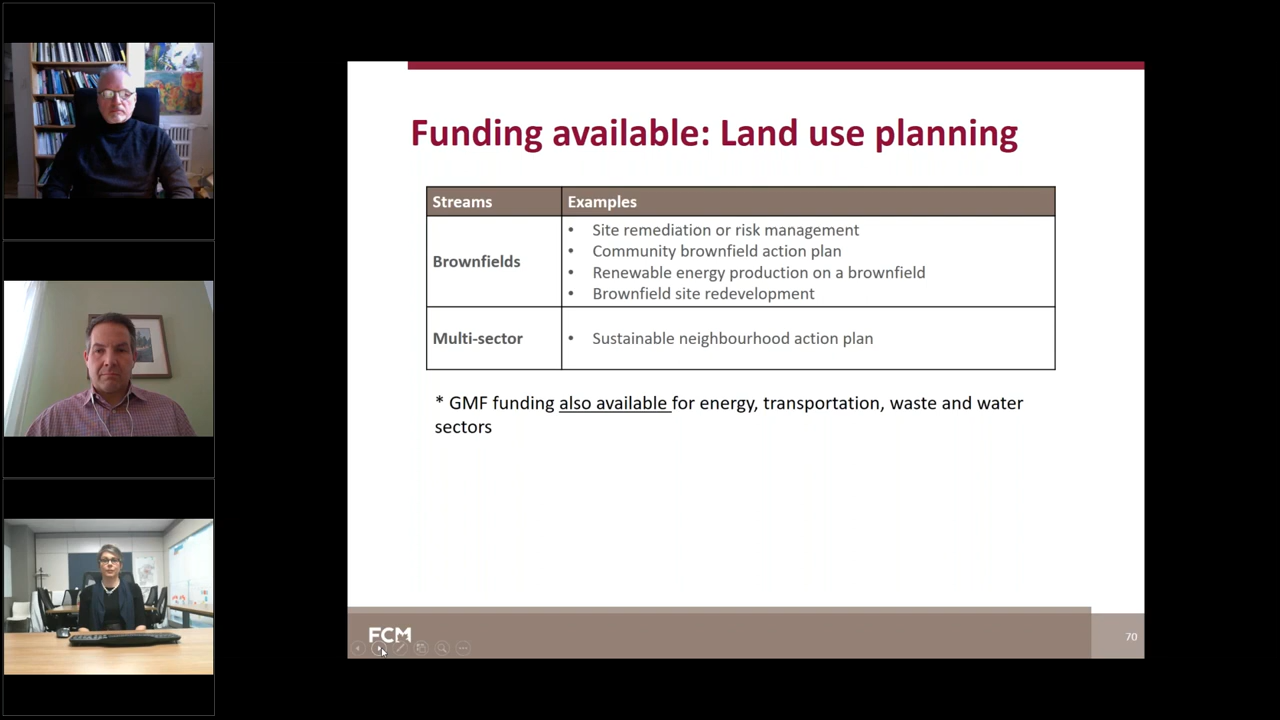 Funding available: Land use planning
Streams
Examples
Brownfields
• Site remediation or risk management
• Community brownfield action plan
• Renewable energy production on a brownfield
• Brownfield site redevelopment
Multi-sector
• Sustainable neighbourhood action plan
* GMF funding also available for energy, transportation, waste and water
sectors
FCM
70